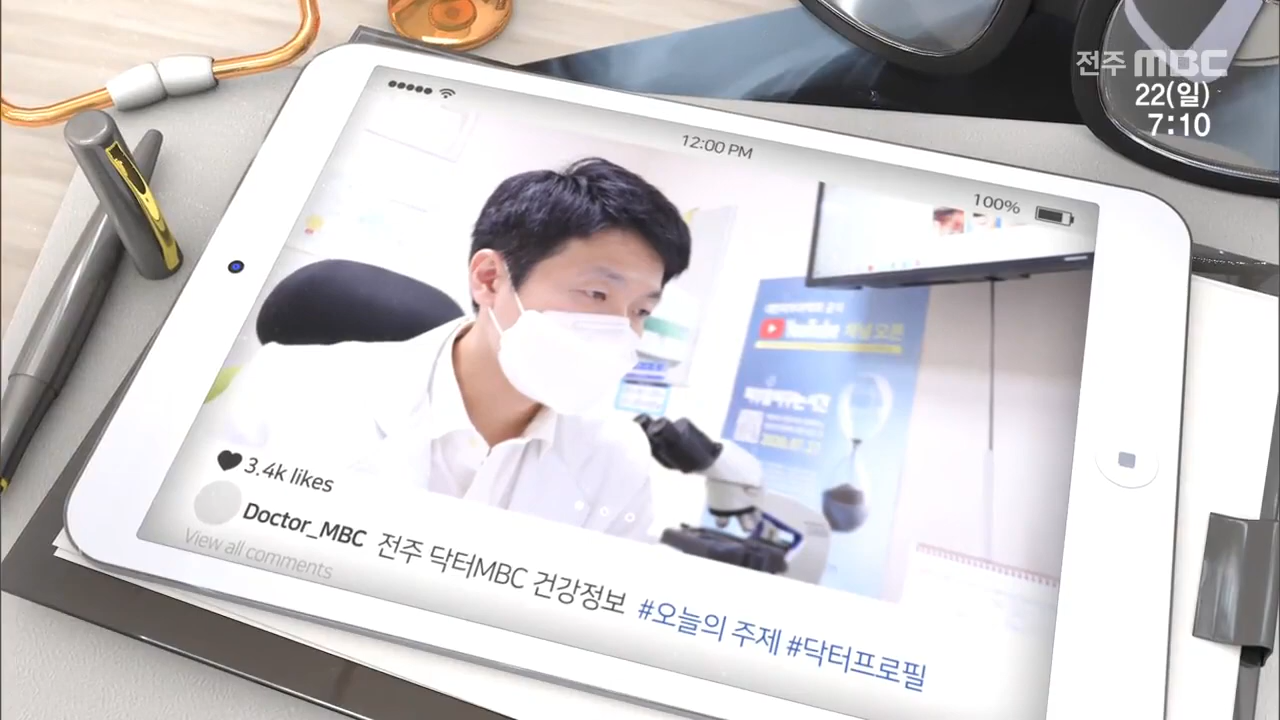 전주 MBC
22(일)
7:10
12:00 PM
100%
YouTube 채널 오픈
3.4k likes
Doctor_MBC 전주 닥터MBC 건강정보 #오늘의 주제 #닥터프로필
View all comments